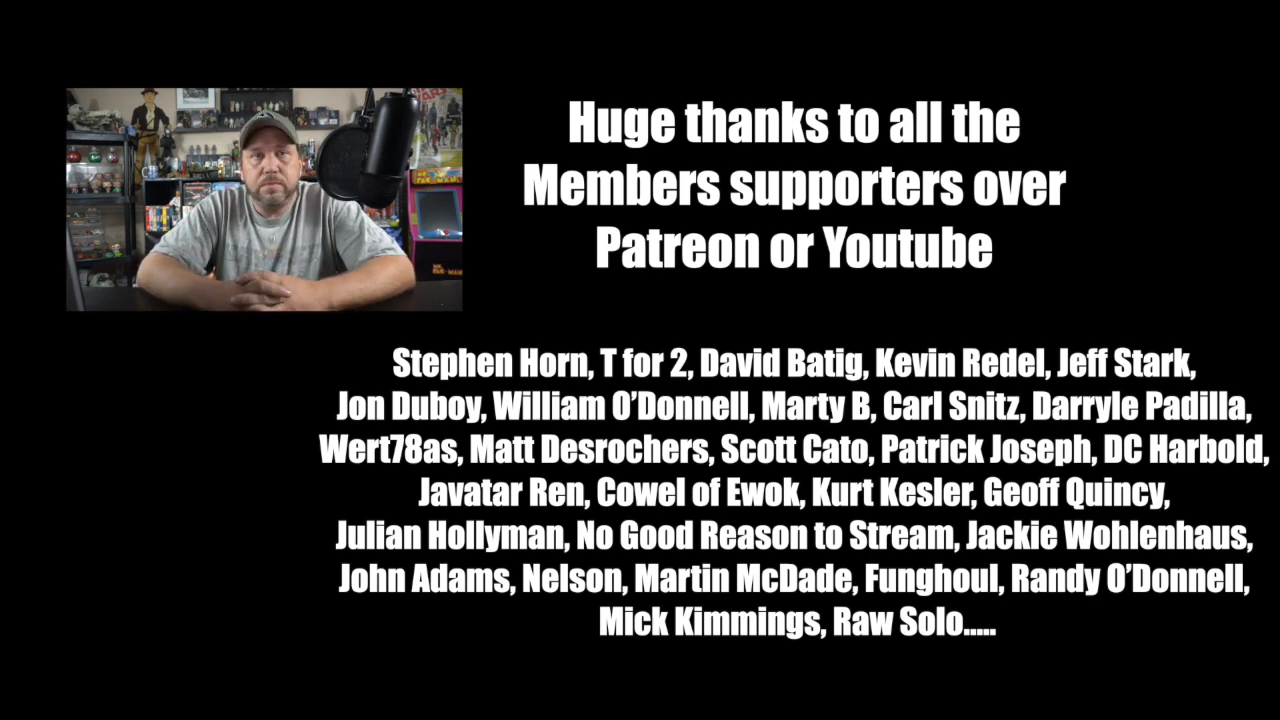 Huge thanks to all the
Members supporters over
Patreon or Youtube
Stephen Horn, T for 2, David Batig, Kevin Redel, Jeff Stark,
Jon Duboy, William O’Donnell, Marty B, Carl Snitz, Darryle Padilla,
Wert78as, Matt Desrochers, Scott Cato, Patrick Joseph, DC Harbold,
Javatar Ren, Cowel of Ewok, Kurt Kesler, Geoff Quincy,
Julian Hollyman, No Good Reason to Stream, Jackie Wohlenhaus,
John Adams, Nelson, Martin McDade, Funghoul, Randy O’Donnell,
Mick Kimmings, Raw Solo.....